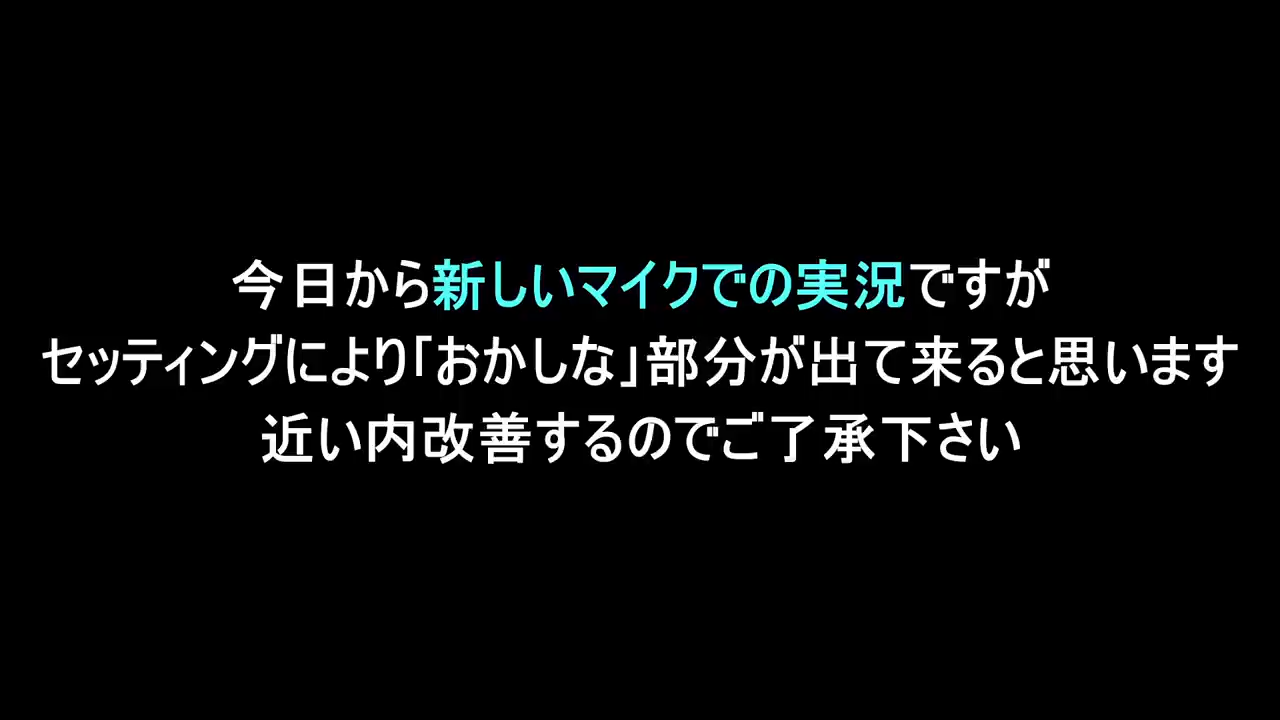 今日から新しいマイクでの実況ですが
セッティングにより「おかしな」部分が出て来ると思います
近い内改善するのでご了承下さい